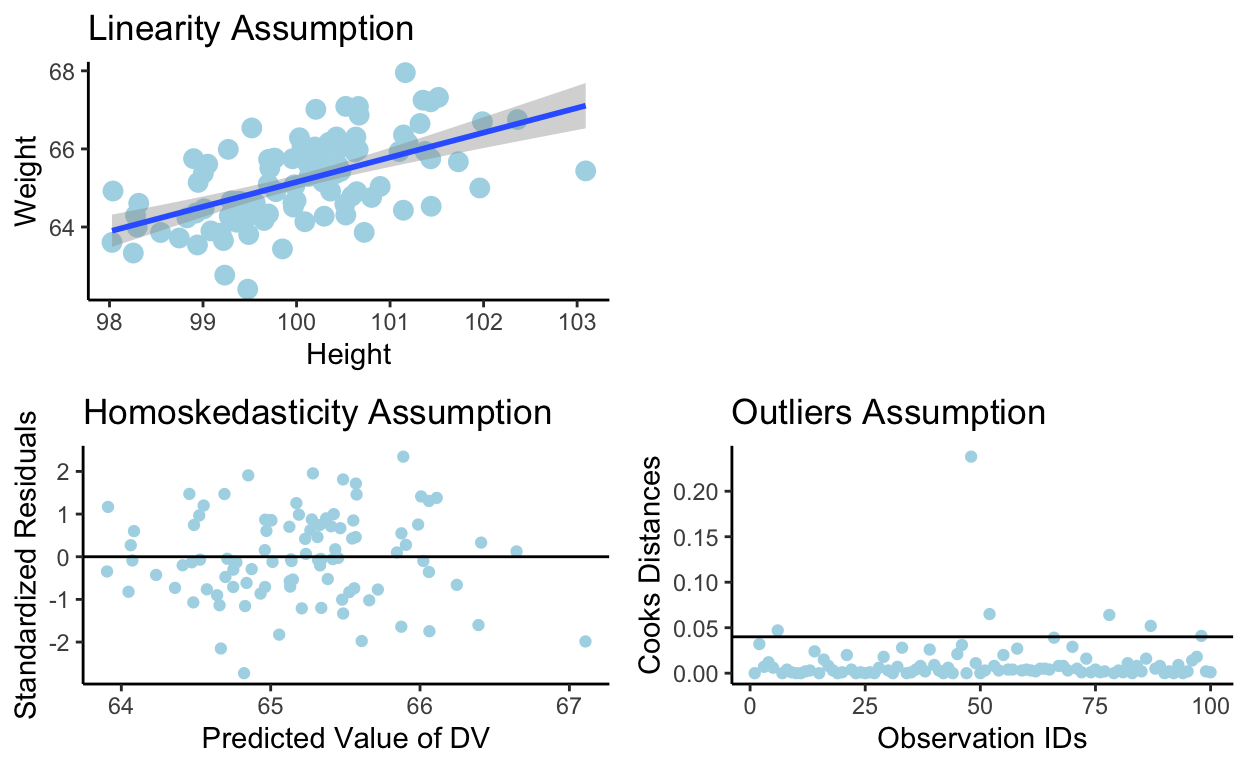 Linearity Assumption
68
66
64
Weight
98 99 100 101 102 103
Height
Homoskedasticity Assumption
2
1
0
-1
-2
Standardized Residuals
64 65 66 67
Predicted Value of DV
Outliers Assumption
0.20
0.15
0.10
0.05
0.00
Cooks Distances
0 25 50 75 100
Observation IDs